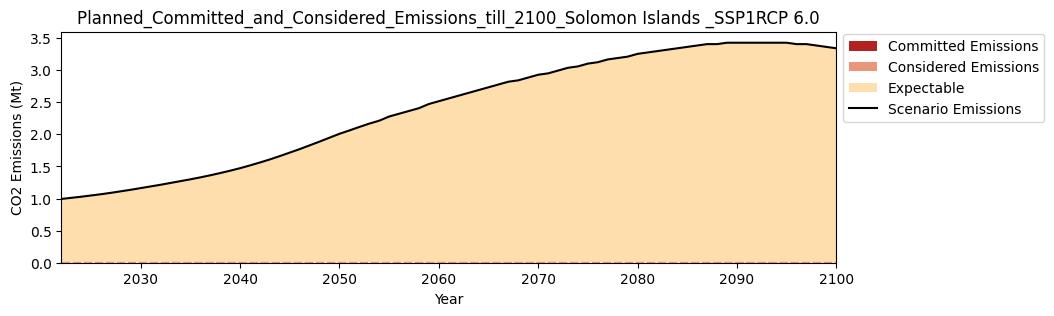 Planned_Committed_and_Considered_Emissions_till_2100_Solomon Islands _SSP1RCP 6.0
CO2 Emissions (Mt)
3.5
3.0
2.5
2.0
1.5
1.0
0.5
0.0
2030 2040 2050 2060 2070 2080 2090 2100
Year
Committed Emissions
Considered Emissions
Expectable
Scenario Emissions